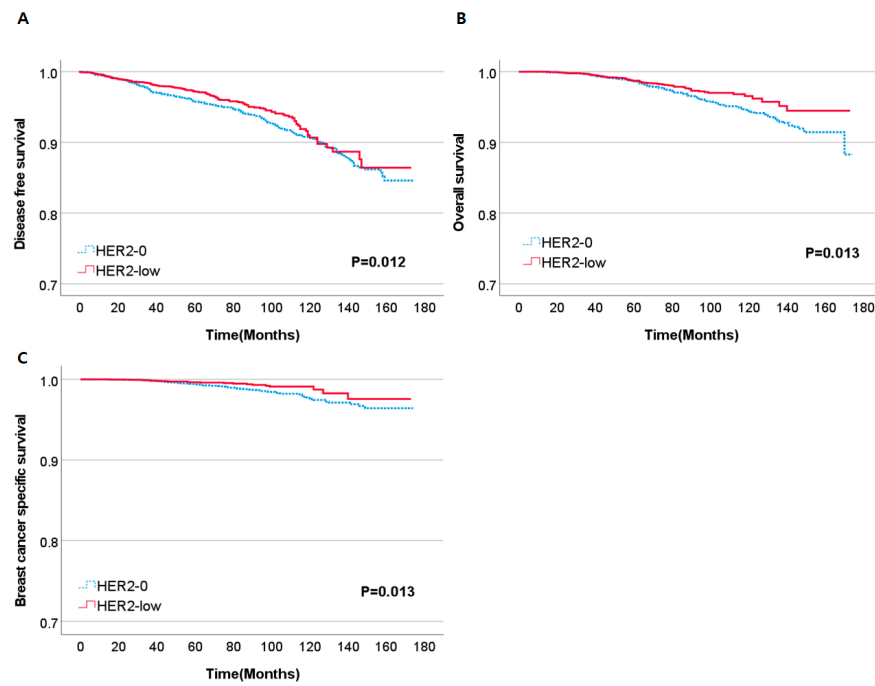 A
Disease free survival
1.0
0.9
0.8
0.7
HER2-0
HER2-low
P=0.012
0 20 40 60 80 100 120 140 160 180
Time(Months)
B
Overall survival
1.0
0.9
0.8
0.7
HER2-0
HER2-low
P=0.013
0 20 40 60 80 100 120 140 160 180
Time(Months)
C
Breast cancer specific survival
1.0
0.9
0.8
0.7
HER2-0
HER2-low
P=0.013
0 20 40 60 80 100 120 140 160 180
Time(Months)